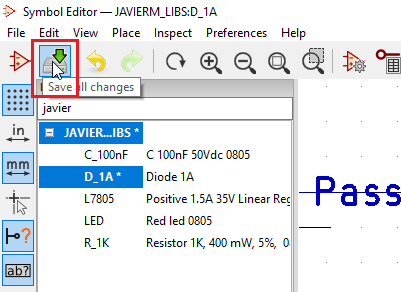 Symbol Editor — JAVIERM_LIBS:D_1A
File Edit View Place Inspect Preferences Help
Save all changes
javier
JAVIER...IBS *
C_100nF C 100nF 50Vdc 0805
D_1A * Diode 1A
in
mm
L7805 Positive 1.5A 35V Linear Reg
LED Red led 0805
R_1K Resistor 1K, 400 mW, 5%, 08
ab?
Pass